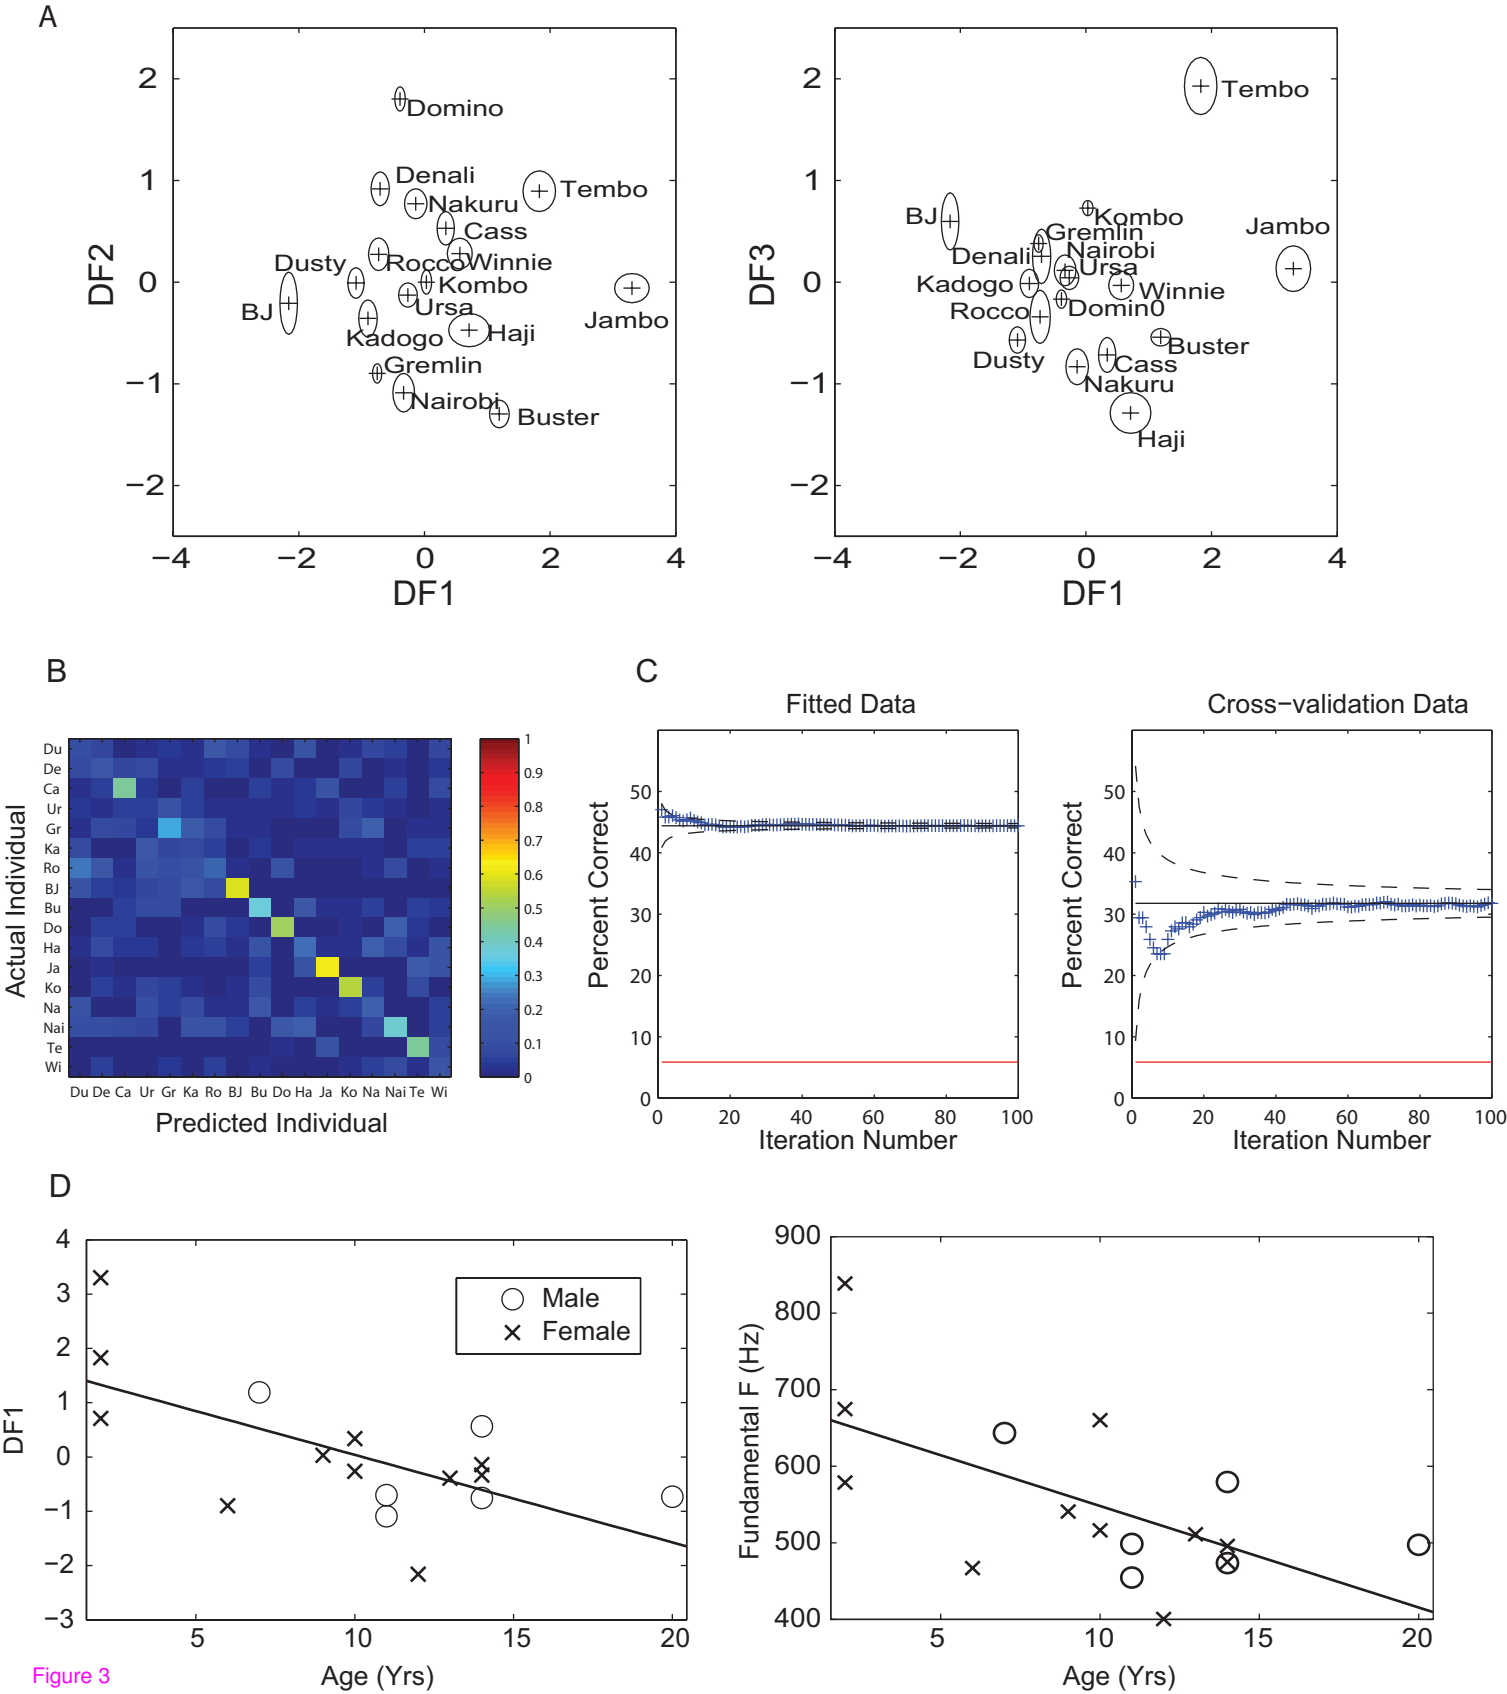 A
DF2
2
1
0
−1
−2
−4
−2
0
2
4
DF1
Domino
Denali
Nakuru
Tembo
Cass
Dusty
Rocco
Winnie
Kombo
BJ
Ursa
Jambo
Kadogo
Haji
Gremlin
Nairobi
Buster
DF3
2
1
0
−1
−2
−4
−2
0
2
4
DF1
Tembo
BJ
Kombo
Gremlin
Jambo
Denali
Nairobi
Ursa
Kadogo
Winnie
Rocco
Domin0
Dusty
Buster
Cass
Nakuru
Haji
B
Actual Individual
Du
De
Ca
Ur
Gr
Ka
Ro
BJ
Bu
Do
Ha
Ja
Ko
Na
Nai
Te
Wi
Du De Ca Ur Gr Ka Ro BJ Bu Do Ha Ja Ko Na Nai Te Wi
Predicted Individual
1
0.9
0.8
0.7
0.6
0.5
0.4
0.3
0.2
0.1
0
C
Fitted Data
Percent Correct
50
40
30
20
10
0
0 20 40 60 80 100
Iteration Number
Cross−validation Data
Percent Correct
50
40
30
20
10
0
0 20 40 60 80 100
Iteration Number
D
DF1
4
3
2
1
0
−1
−2
−3
Male
Female
5 10 15 20
Age (Yrs)
Fundamental F (Hz)
900
800
700
600
500
400
5 10 15 20
Age (Yrs)
Figure 3